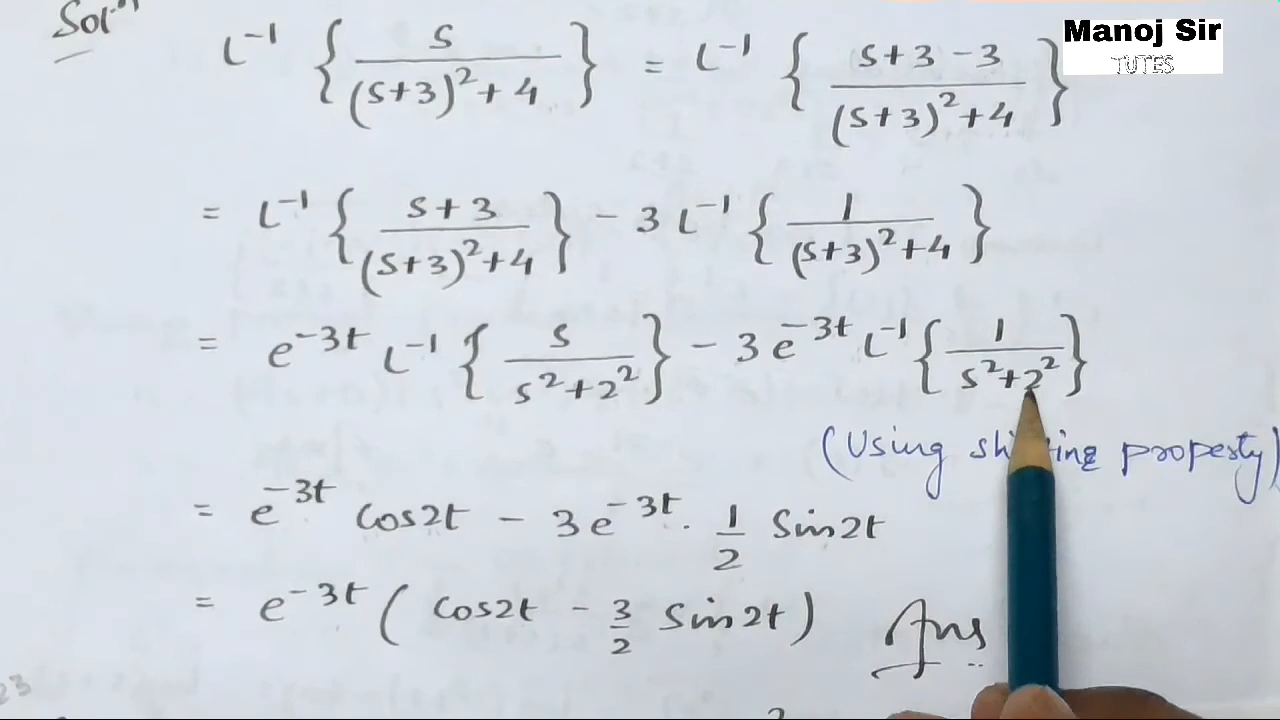 Solⁿ
L⁻¹ { s / ((s+3)² + 4) } = L⁻¹ { (s+3-3) / ((s+3)² + 4) }
Manoj Sir
TUTES
= L⁻¹ { (s+3) / ((s+3)² + 4) } - 3 L⁻¹ { 1 / ((s+3)² + 4) }
= e⁻³ᵗ L⁻¹ { s / (s² + 2²) } - 3 e⁻³ᵗ L⁻¹ { 1 / (s² + 2²) }
(Using property)
= e⁻³ᵗ Cos2t - 3e⁻³ᵗ · 1/2 Sin2t
= e⁻³ᵗ ( Cos2t - 3/2 Sin2t ) Ans